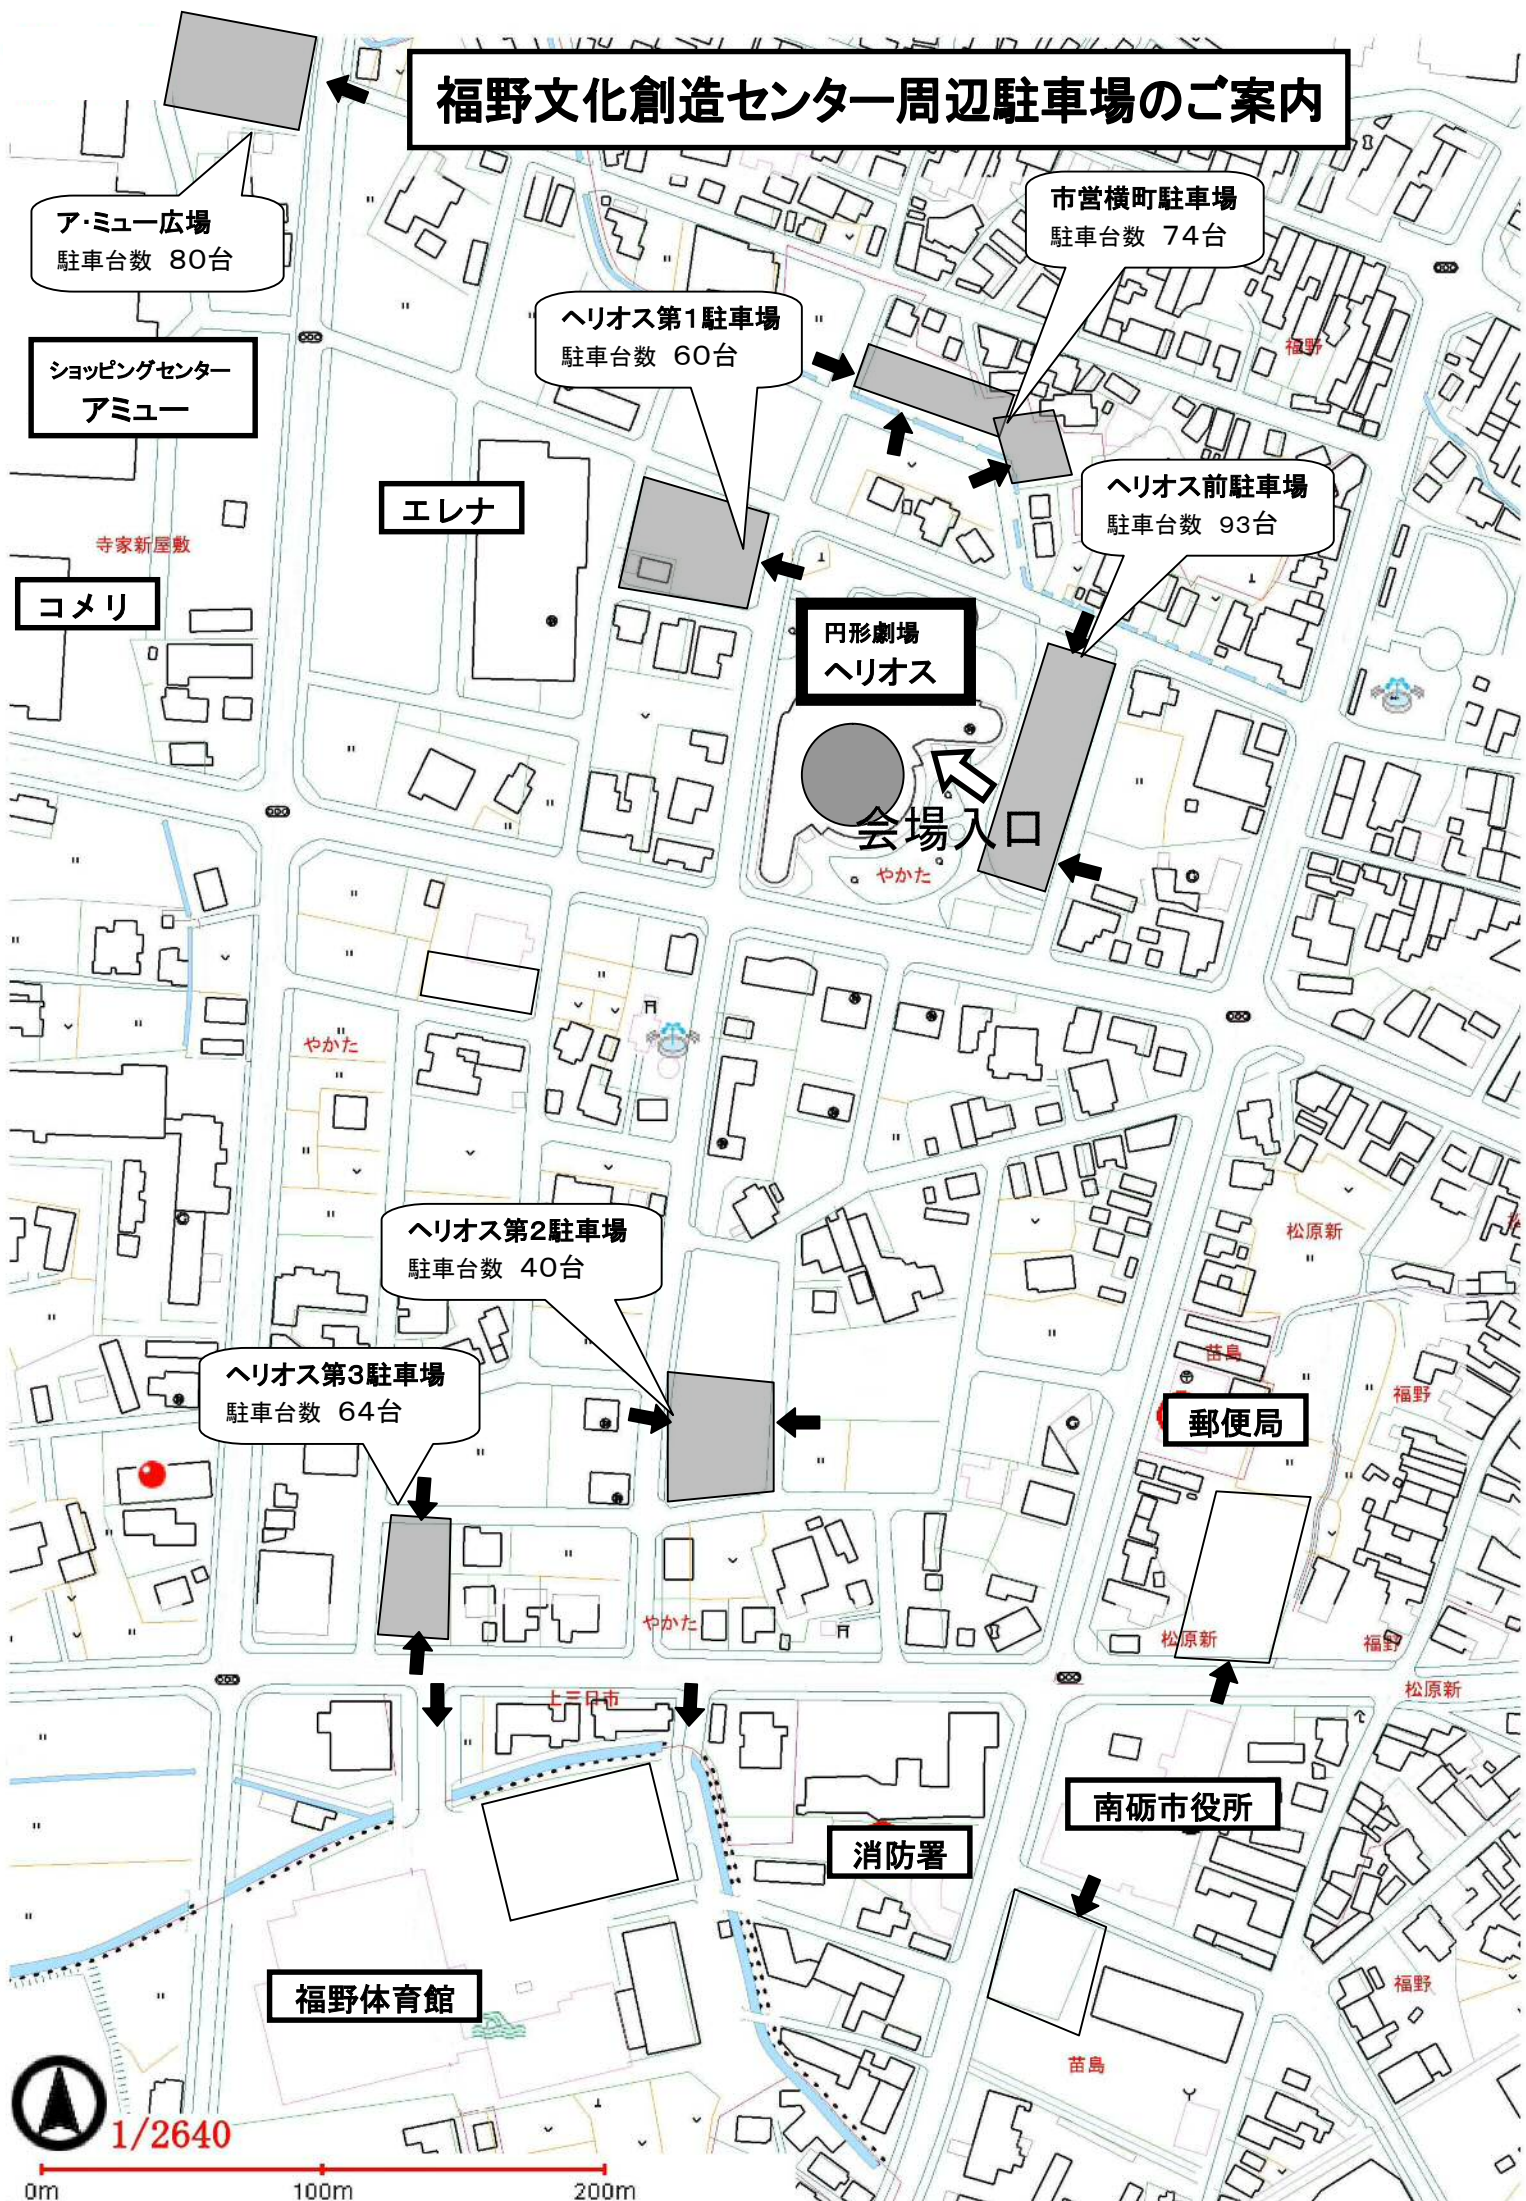 福野文化創造センター周辺駐車場のご案内
ア・ミュー広場
駐車台数 80台
市営横町駐車場
駐車台数 74台
ヘリオス第1駐車場
駐車台数 60台
福野
ショッピングセンター
アミュー
エレナ
ヘリオス前駐車場
駐車台数 93台
寺家新屋敷
コメリ
円形劇場
ヘリオス
会場入口
やかた
やかた
ヘリオス第2駐車場
駐車台数 40台
松原新
ヘリオス第3駐車場
駐車台数 64台
苗島
福野
郵便局
やかた
松原新
福野
松原新
上三日市
南砺市役所
消防署
福野体育館
福野
苗島
1/2640
0m
100m
200m